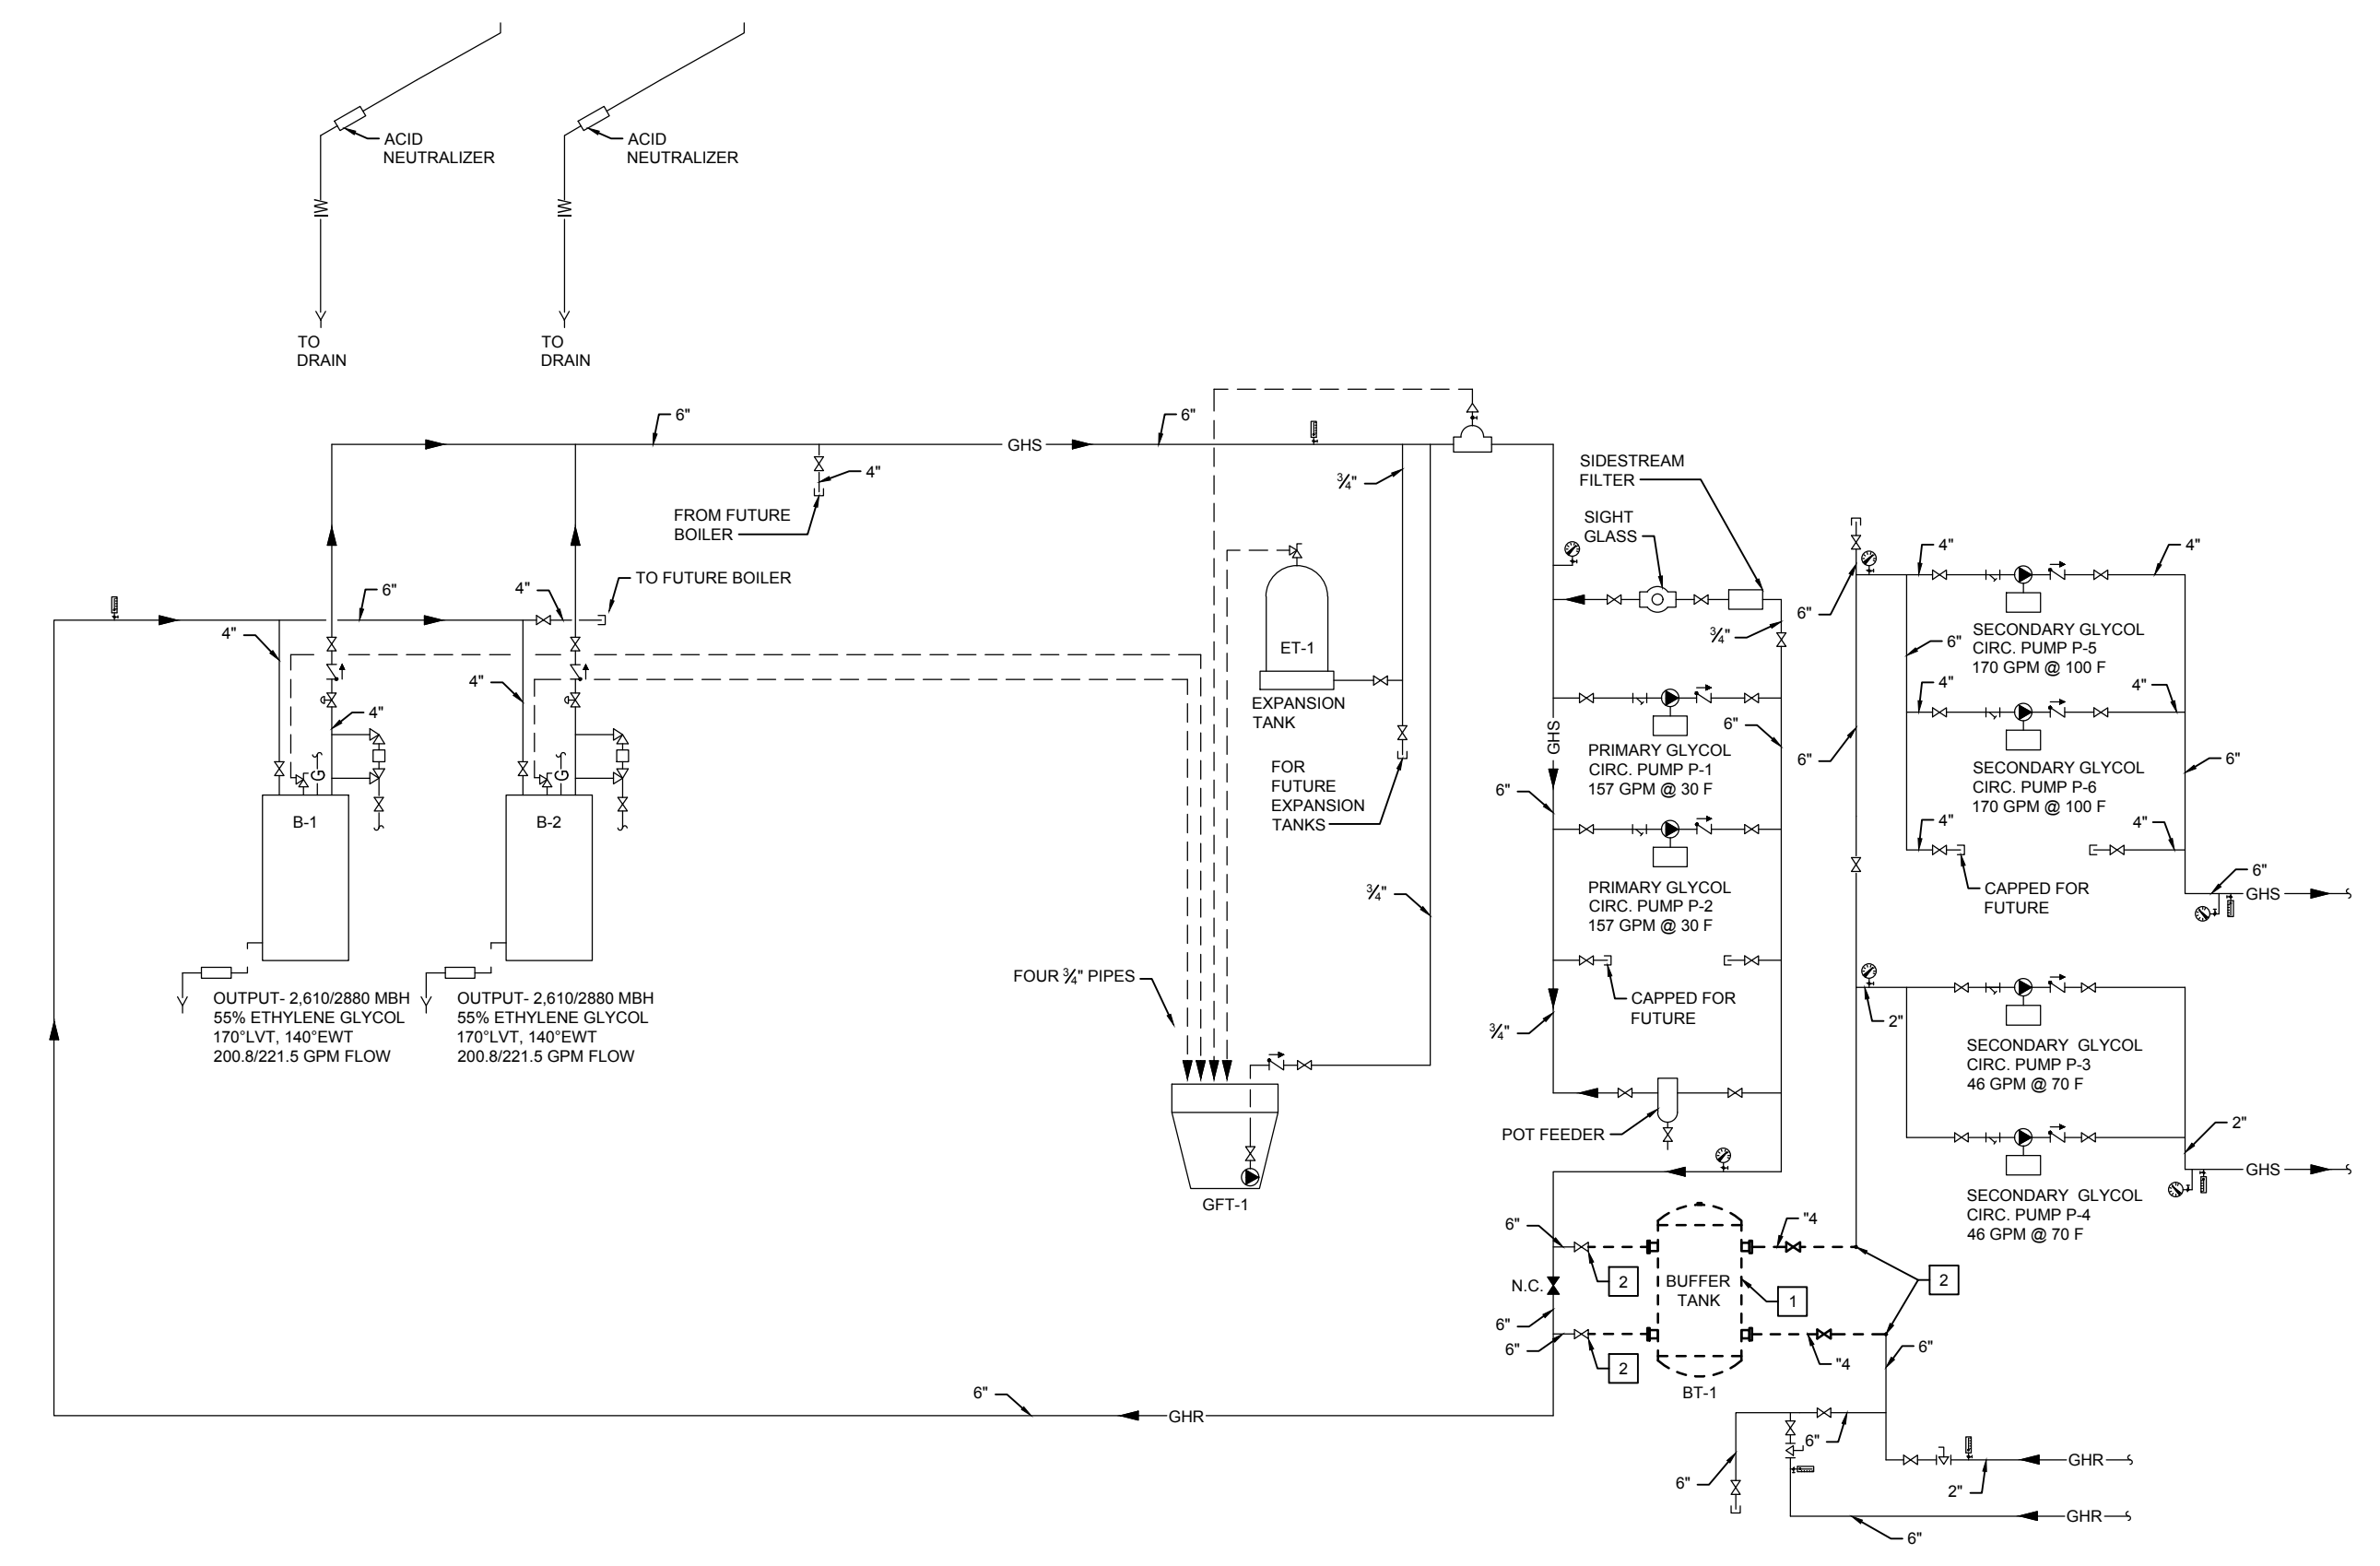 ACID
NEUTRALIZER
ACID
NEUTRALIZER
TO
DRAIN
TO
DRAIN
6"
GHS
6"
4"
FROM FUTURE
BOILER
TO FUTURE BOILER
6"
4"
4"
4"
4"
G
G
B-1
B-2
OUTPUT- 2,610/2880 MBH
55% ETHYLENE GLYCOL
170°LVT, 140°EWT
200.8/221.5 GPM FLOW
OUTPUT- 2,610/2880 MBH
55% ETHYLENE GLYCOL
170°LVT, 140°EWT
200.8/221.5 GPM FLOW
¾"
ET-1
EXPANSION
TANK
FOR
FUTURE
EXPANSION
TANKS
¾"
FOUR ¾" PIPES
GFT-1
SIDESTREAM
FILTER
SIGHT
GLASS
¾"
GHS
6"
PRIMARY GLYCOL
CIRC. PUMP P-1
157 GPM @ 30 F
6"
PRIMARY GLYCOL
CIRC. PUMP P-2
157 GPM @ 30 F
CAPPED FOR
FUTURE
¾"
POT FEEDER
6"
4"
4"
6"
SECONDARY GLYCOL
CIRC. PUMP P-5
170 GPM @ 100 F
4"
4"
6"
6"
SECONDARY GLYCOL
CIRC. PUMP P-6
170 GPM @ 100 F
4"
4"
CAPPED FOR
FUTURE
6"
GHS
2"
SECONDARY GLYCOL
CIRC. PUMP P-3
46 GPM @ 70 F
2"
GHS
SECONDARY GLYCOL
CIRC. PUMP P-4
46 GPM @ 70 F
6"
2
N.C.
BUFFER
TANK
1
"4
2
6"
6"
2
BT-1
"4
6"
6"
GHR
6"
6"
2"
GHR
GHR
6"